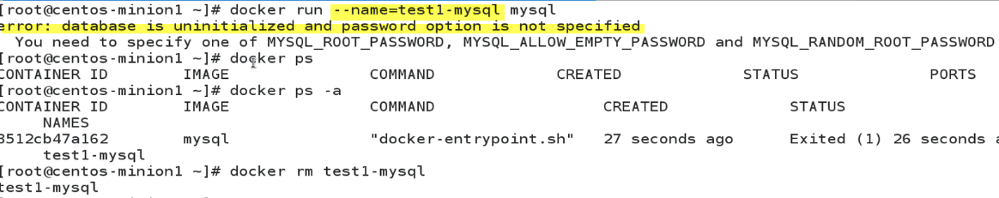 [root@centos-minion1 ~]# docker run --name=test1-mysql mysql
error: database is uninitialized and password option is not specified
  You need to specify one of MYSQL_ROOT_PASSWORD, MYSQL_ALLOW_EMPTY_PASSWORD and MYSQL_RANDOM_ROOT_PASSWORD
[root@centos-minion1 ~]# docker ps
CONTAINER ID        IMAGE               COMMAND             CREATED             STATUS              PORTS
[root@centos-minion1 ~]# docker ps -a
CONTAINER ID        IMAGE               COMMAND                  CREATED             STATUS
     NAMES
3512cb47a162        mysql               "docker-entrypoint.sh"   27 seconds ago      Exited (1) 26 seconds a
     test1-mysql
[root@centos-minion1 ~]# docker rm test1-mysql
test1-mysql